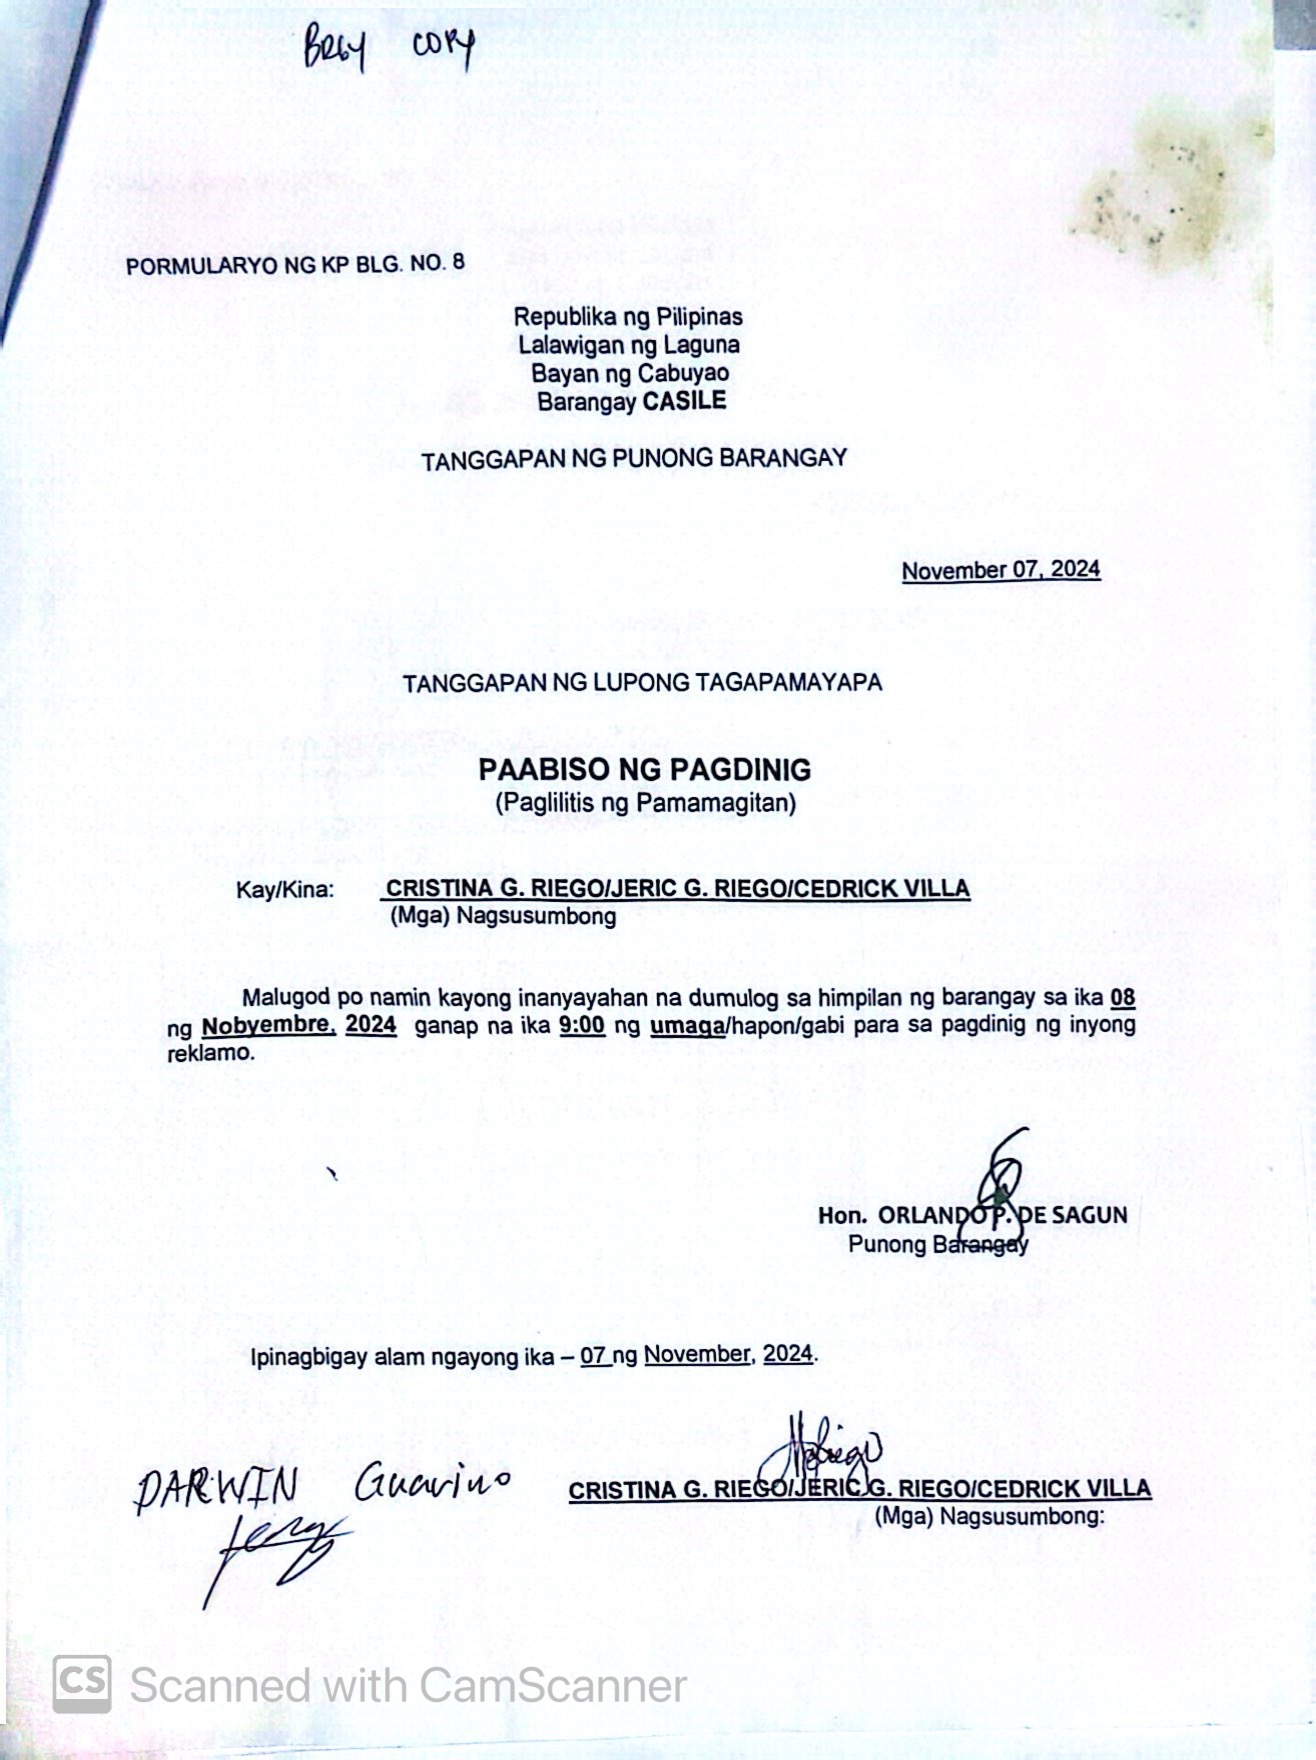 BRGY COPY
PORMULARYO NG KP BLG. NO. 8
Republika ng Pilipinas
Lalawigan ng Laguna
Bayan ng Cabuyao
Barangay CASILE
TANGGAPAN NG PUNONG BARANGAY
November 07, 2024
TANGGAPAN NG LUPONG TAGAPAMAYAPA
PAABISO NG PAGDINIG
(Paglilitis ng Pamamagitan)
Kay/Kina: CRISTINA G. RIEGO/JERIC G. RIEGO/CEDRICK VILLA
(Mga) Nagsusumbong
Malugod po namin kayong inanyayahan na dumulog sa himpilan ng barangay sa ika 08
ng Nobyembre, 2024 ganap na ika 9:00 ng umaga/hapon/gabi para sa pagdinig ng inyong
reklamo.
Hon. ORLANDO P. DE SAGUN
Punong Barangay
Ipinagbigay alam ngayong ika – 07 ng November, 2024.
DARWIN Guarino
CRISTINA G. RIEGO/JERIC G. RIEGO/CEDRICK VILLA
(Mga) Nagsusumbong:
CS Scanned with CamScanner